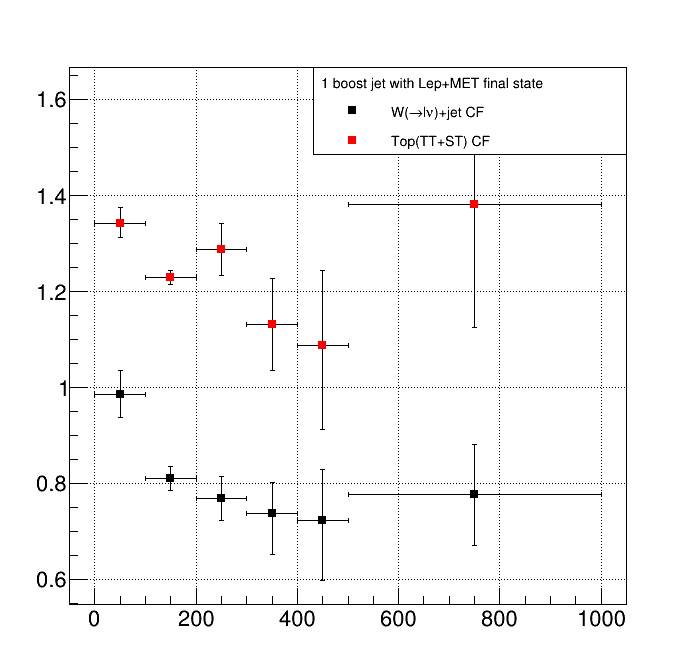 1 boost jet with Lep+MET final state
W(→lν)+jet CF
Top(TT+ST) CF
1.6
1.4
1.2
1
0.8
0.6
0 200 400 600 800 1000